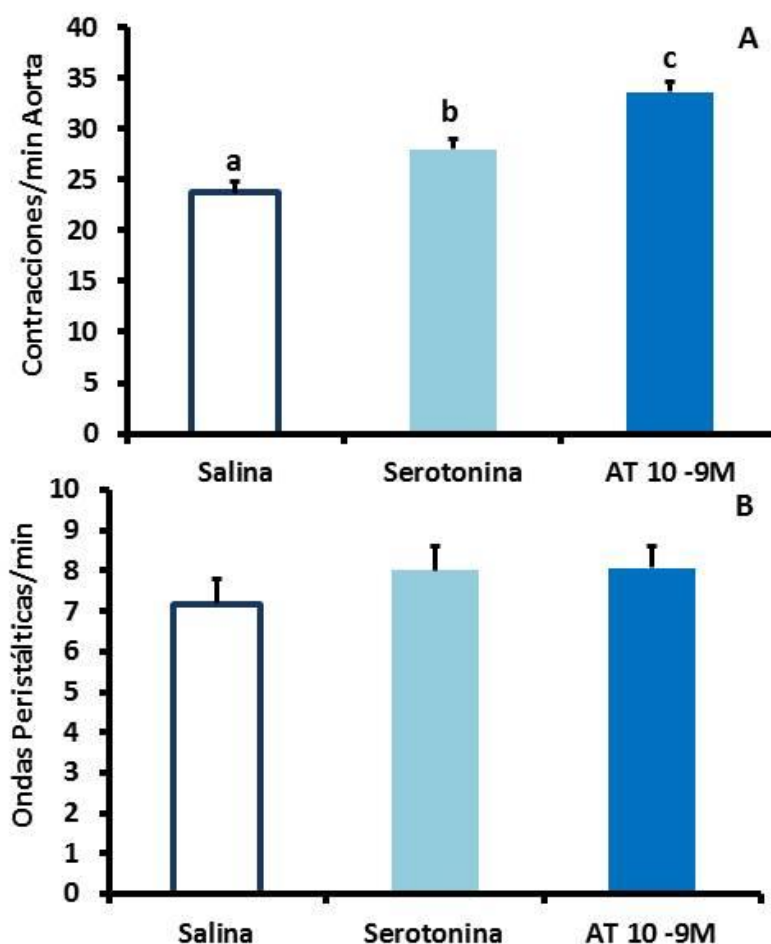 Contracciones/min Aorta
40
35
30
25
20
15
10
5
0
A
a
b
c
Salina Serotonina AT 10 -9M
Ondas Peristálticas/min
10
9
8
7
6
5
4
3
2
1
0
B
Salina Serotonina AT 10 -9M